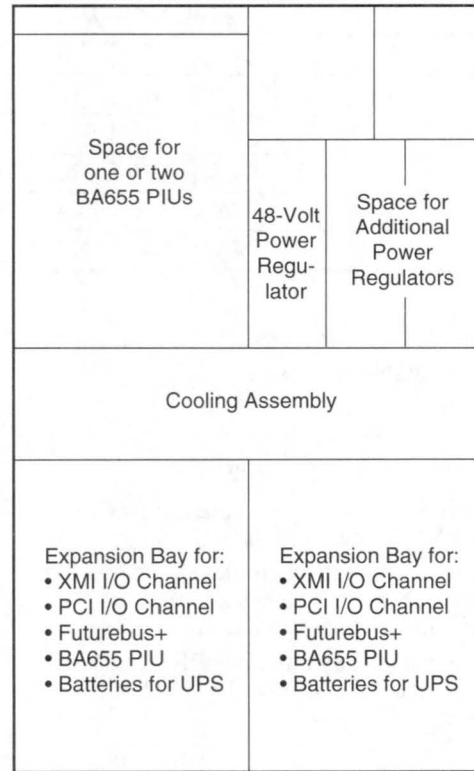 Space for
one or two
BA655 PIUs
48-Volt
Power
Regu-
lator
Space for
Additional
Power
Regulators
Cooling Assembly
Expansion Bay for:
• XMI I/O Channel
• PCI I/O Channel
• Futurebus+
• BA655 PIU
• Batteries for UPS
Expansion Bay for:
• XMI I/O Channel
• PCI I/O Channel
• Futurebus+
• BA655 PIU
• Batteries for UPS